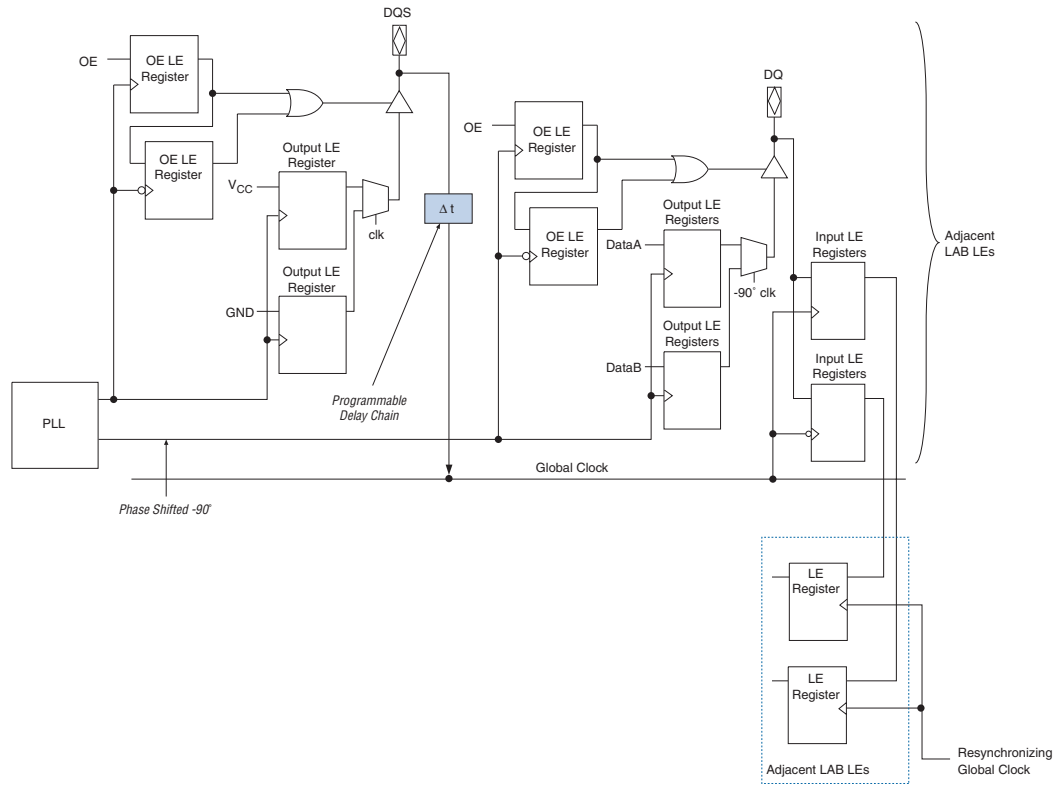 DQS
OE
OE LE
Register
OE LE
Register
Output LE
Register
VCC
clk
Output LE
Register
GND
Δ t
Programmable
Delay Chain
PLL
Phase Shifted -90˚
Global Clock
DQ
OE
OE LE
Register
OE LE
Register
Output LE
Registers
DataA
-90˚ clk
Output LE
Registers
DataB
Input LE
Registers
Input LE
Registers
Adjacent
LAB LEs
LE
Register
LE
Register
Adjacent LAB LEs
Resynchronizing
Global Clock